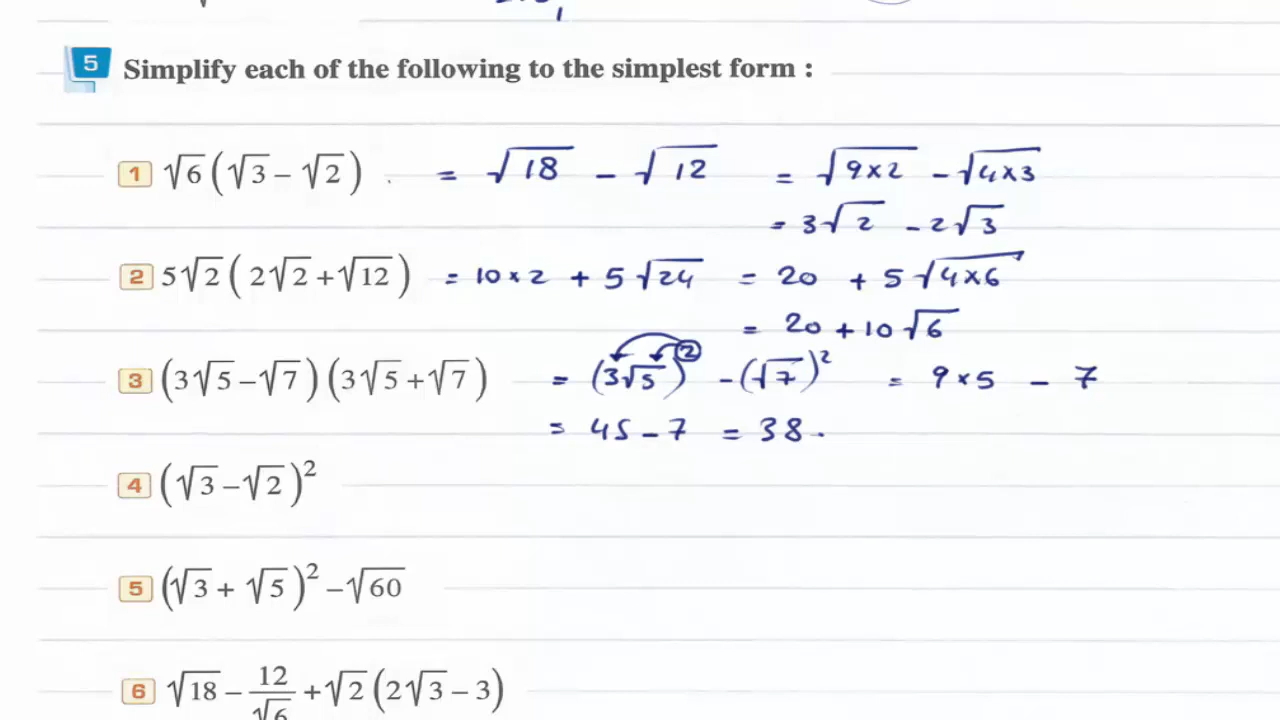 5 Simplify each of the following to the simplest form :
1 √6 ( √3 − √2 ) = √18 − √12 = √9×2 − √4×3
= 3√2 − 2√3
2 5√2 ( 2√2 + √12 ) = 10×2 + 5√24 = 20 + 5√4×6
= 20 + 10√6
3 ( 3√5 − √7 ) ( 3√5 + √7 ) = (3√5)² − (√7)² = 9×5 − 7
= 45 − 7 = 38.
4 ( √3 − √2 )²
5 ( √3 + √5 )² − √60
6 √18 − 12/√6 + √2 ( 2√3 − 3 )